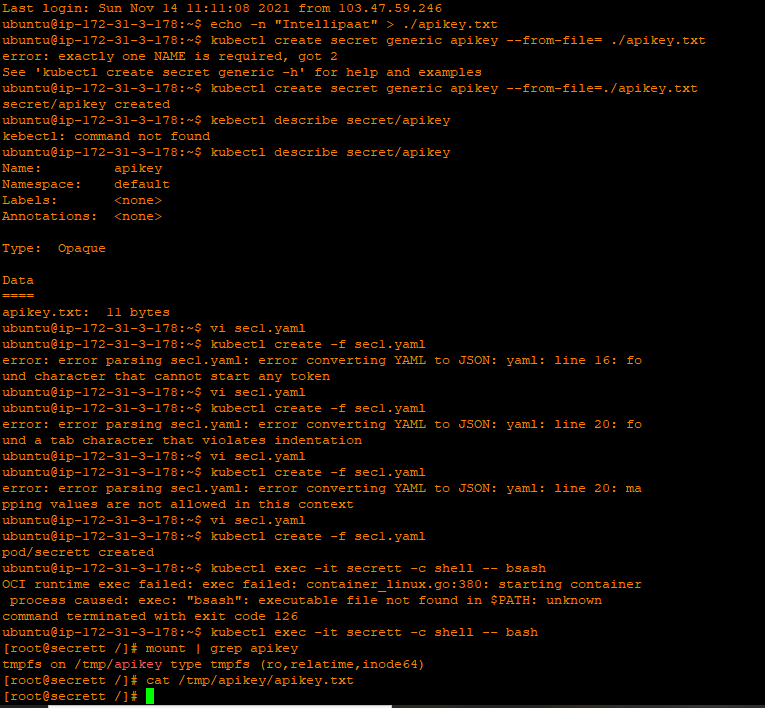 Last login: Sun Nov 14 11:11:08 2021 from 103.47.59.246
ubuntu@ip-172-31-3-178:~$ echo -n "Intellipaat" > ./apikey.txt
ubuntu@ip-172-31-3-178:~$ kubectl create secret generic apikey --from-file= ./apikey.txt
error: exactly one NAME is required, got 2
See 'kubectl create secret generic -h' for help and examples
ubuntu@ip-172-31-3-178:~$ kubectl create secret generic apikey --from-file=./apikey.txt
secret/apikey created
ubuntu@ip-172-31-3-178:~$ kebectl describe secret/apikey
kebectl: command not found
ubuntu@ip-172-31-3-178:~$ kubectl describe secret/apikey
Name:         apikey
Namespace:    default
Labels:       <none>
Annotations:  <none>

Type:  Opaque

Data
====
apikey.txt:  11 bytes
ubuntu@ip-172-31-3-178:~$ vi sec1.yaml
ubuntu@ip-172-31-3-178:~$ kubectl create -f sec1.yaml
error: error parsing sec1.yaml: error converting YAML to JSON: yaml: line 16: fo
und character that cannot start any token
ubuntu@ip-172-31-3-178:~$ vi sec1.yaml
ubuntu@ip-172-31-3-178:~$ kubectl create -f sec1.yaml
error: error parsing sec1.yaml: error converting YAML to JSON: yaml: line 20: fo
und a tab character that violates indentation
ubuntu@ip-172-31-3-178:~$ vi sec1.yaml
ubuntu@ip-172-31-3-178:~$ kubectl create -f sec1.yaml
error: error parsing sec1.yaml: error converting YAML to JSON: yaml: line 20: ma
pping values are not allowed in this context
ubuntu@ip-172-31-3-178:~$ vi sec1.yaml
ubuntu@ip-172-31-3-178:~$ kubectl create -f sec1.yaml
pod/secrett created
ubuntu@ip-172-31-3-178:~$ kubectl exec -it secrett -c shell -- bsash
OCI runtime exec failed: exec failed: container_linux.go:380: starting container
 process caused: exec: "bsash": executable file not found in $PATH: unknown
command terminated with exit code 126
ubuntu@ip-172-31-3-178:~$ kubectl exec -it secrett -c shell -- bash
[root@secrett /]# mount | grep apikey
tmpfs on /tmp/apikey type tmpfs (ro,relatime,inode64)
[root@secrett /]# cat /tmp/apikey/apikey.txt
[root@secrett /]#